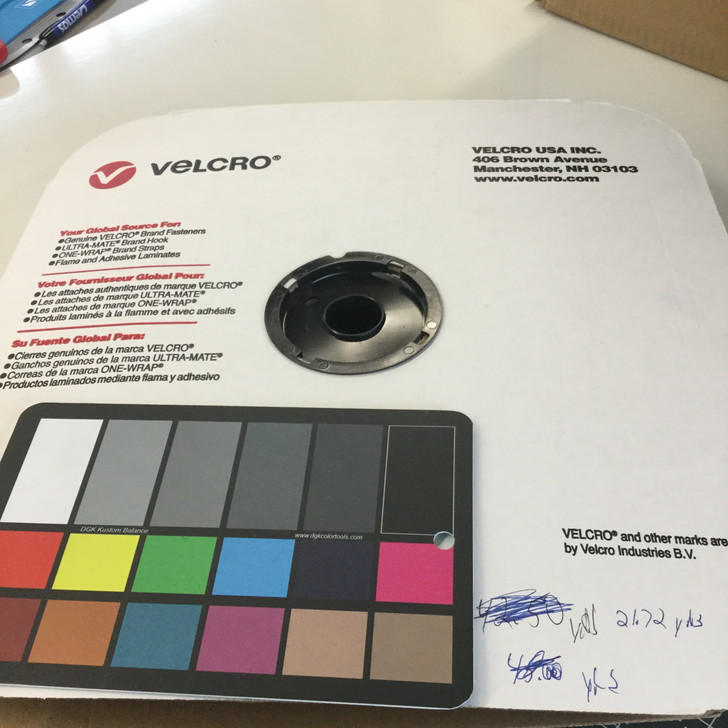 VELCRO®
VELCRO USA INC.
406 Brown Avenue
Manchester, NH 03103
www.velcro.com
Your Global Source For:
●Genuine VELCRO® Brand Fasteners
●ULTRA-MATE® Brand Hook
●ONE-WRAP® Brand Straps
●Flame and Adhesive Laminates
Votre Fournisseur Global Pour:
●Les attaches authentiques de marque VELCRO®
●Les attaches de marque ULTRA-MATE®
●Les attaches de marque ONE-WRAP®
●Produits laminés à la flamme et avec adhésifs
Su Fuente Global Para:
●Cierres genuinos de la marca VELCRO®
●Ganchos genuinos de la marca ULTRA-MATE®
●Correas de la marca ONE-WRAP®
●Productos laminados mediante flama y adhesivo
DGK Kustom Balance
www.dgkcolortools.com
VELCRO® and other marks are
by Velcro Industries B.V.
yds 21.72 yds
yds